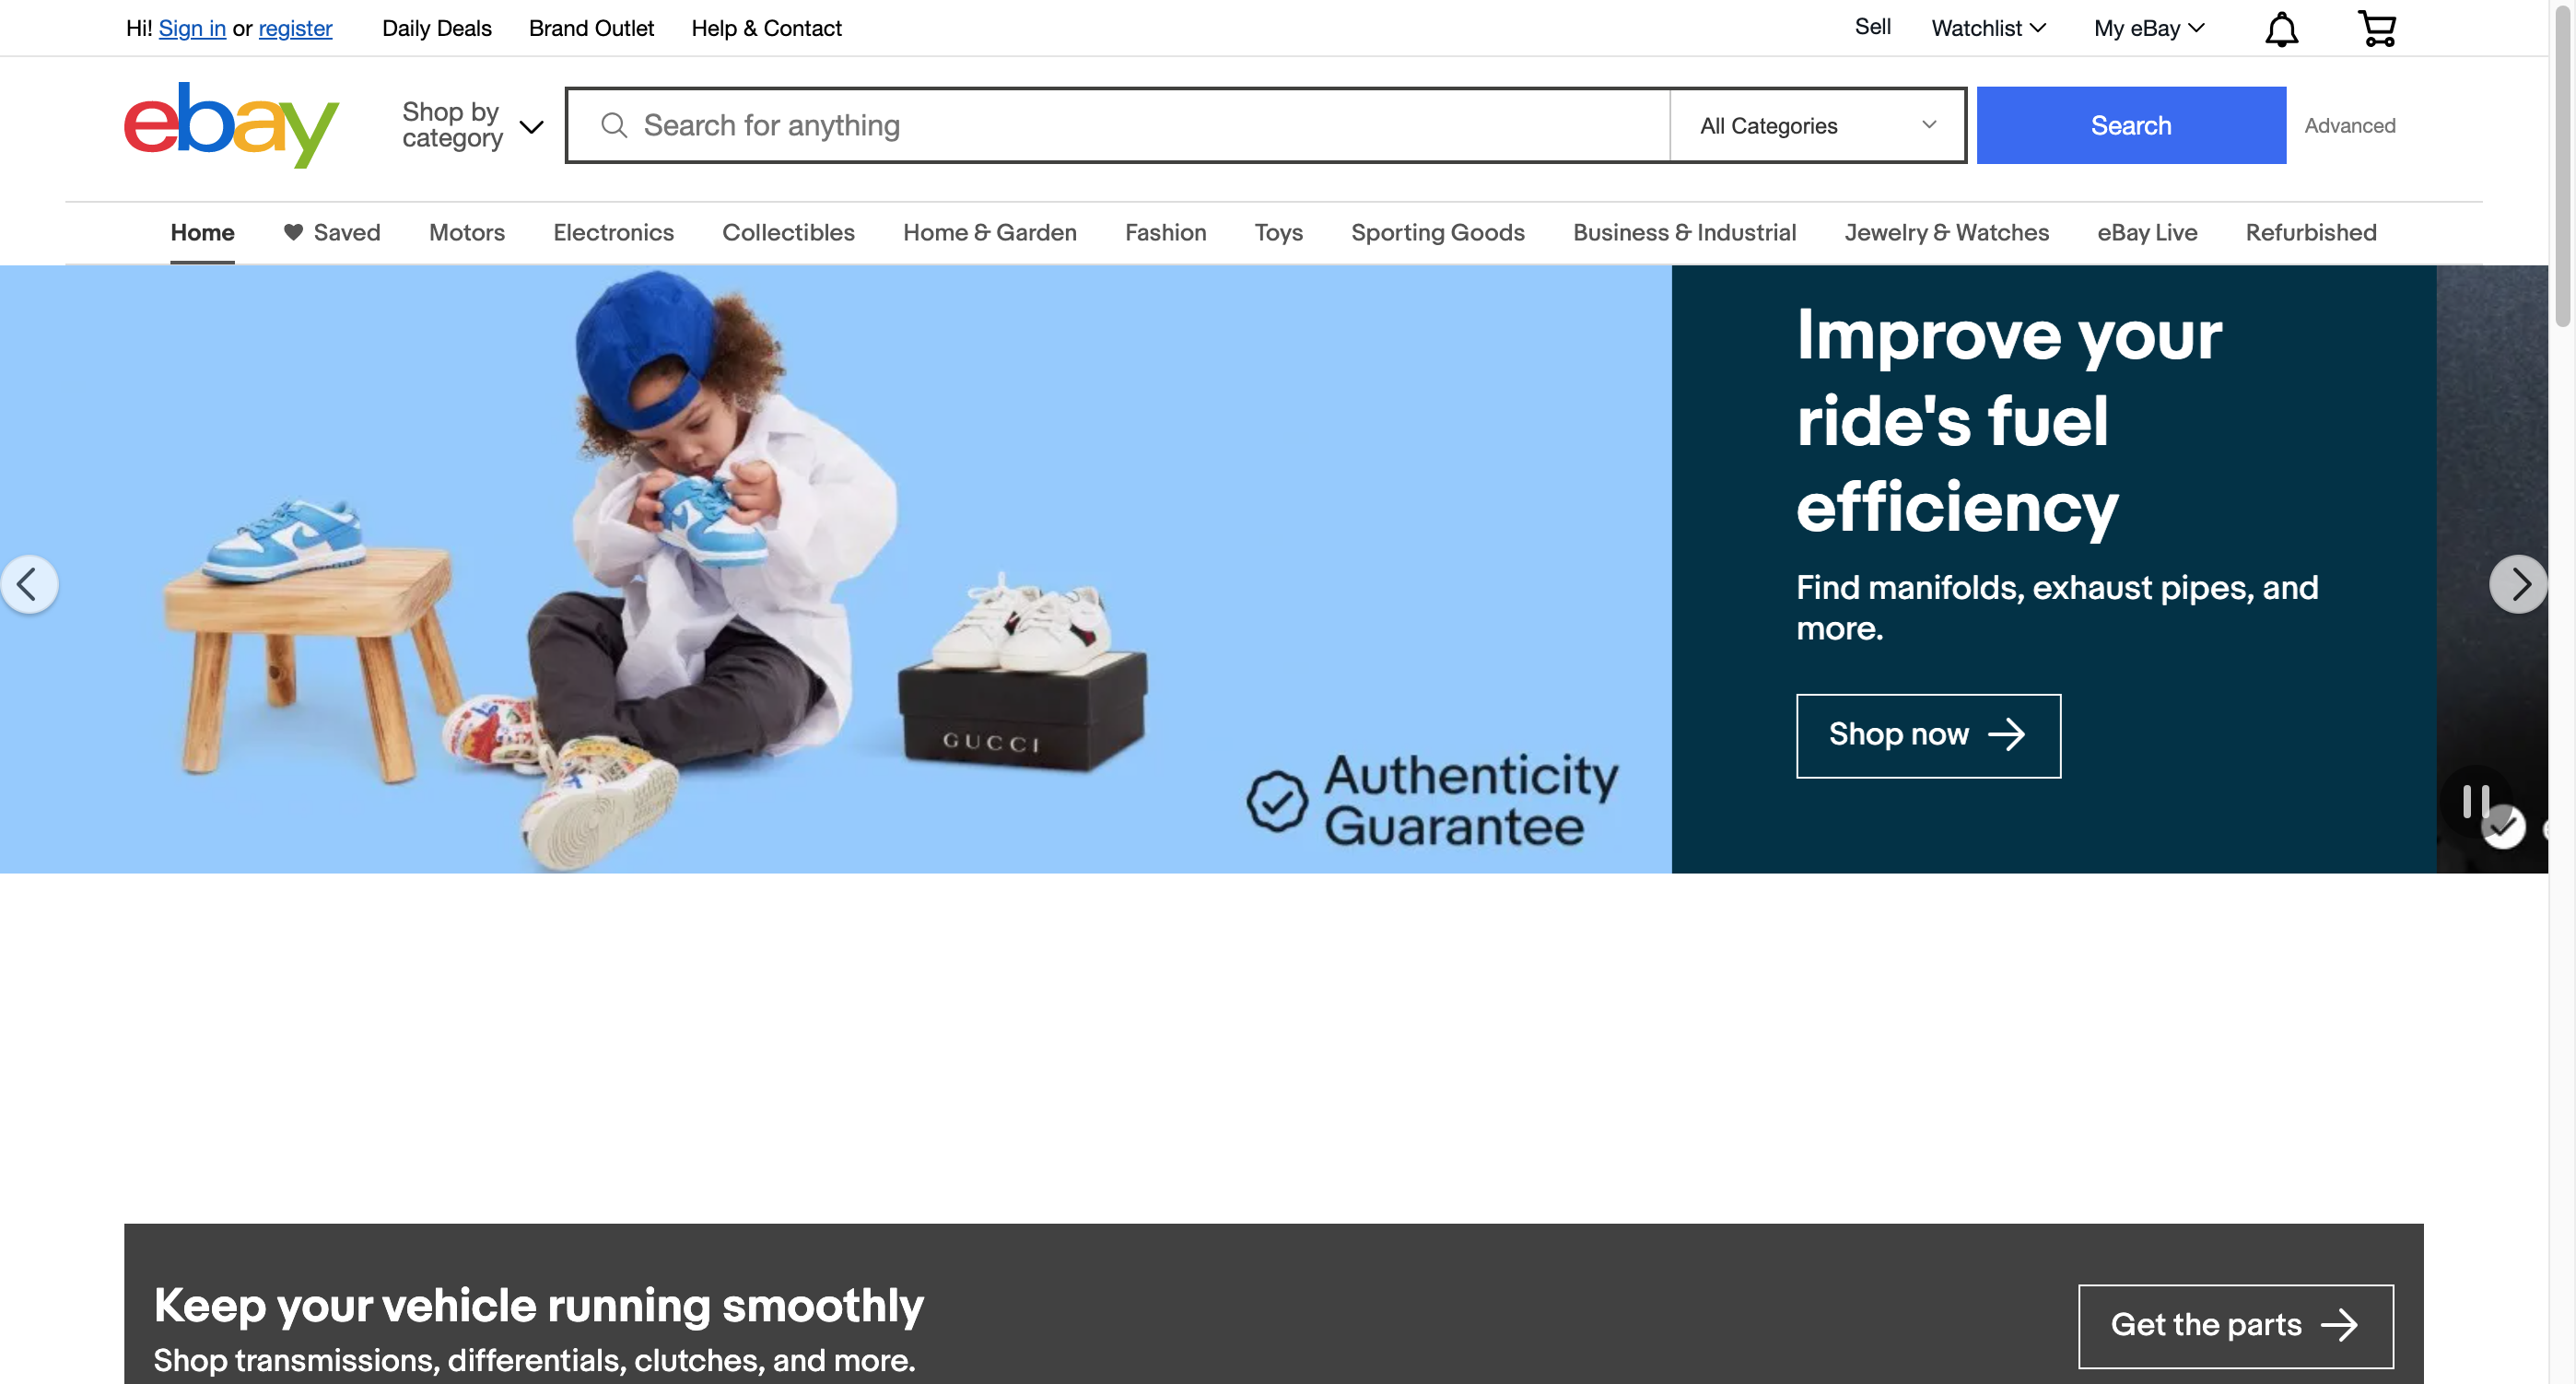 Hi! Sign in or register Daily Deals Brand Outlet Help & Contact Sell Watchlist My eBay
ebay
Shop by
category
Search for anything
All Categories
Search
Advanced
Home Saved Motors Electronics Collectibles Home & Garden Fashion Toys Sporting Goods Business & Industrial Jewelry & Watches eBay Live Refurbished
GUCCI
Authenticity
Guarantee
Improve your
ride's fuel
efficiency
Find manifolds, exhaust pipes, and
more.
Shop now
Keep your vehicle running smoothly
Shop transmissions, differentials, clutches, and more.
Get the parts